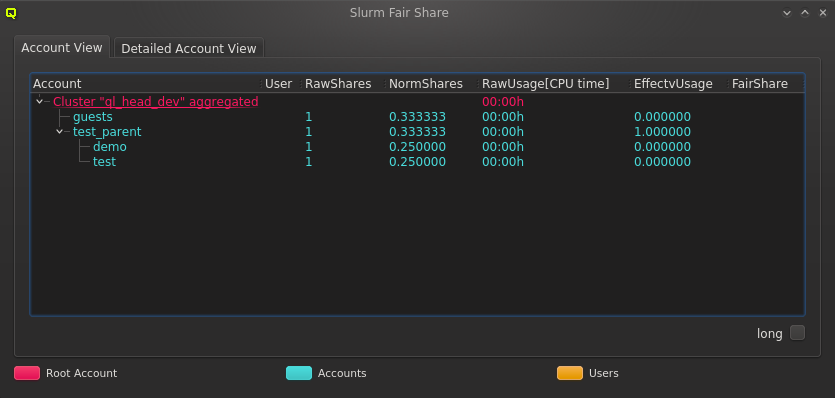 Slurm Fair Share
Account View Detailed Account View
Account User RawShares NormShares RawUsage[CPU time] EffectvUsage FairShare
Cluster "ql_head_dev" aggregated 00:00h
guests 1 0.333333 00:00h 0.000000
test_parent 1 0.333333 00:00h 1.000000
demo 1 0.250000 00:00h 0.000000
test 1 0.250000 00:00h 0.000000
long
Root Account Accounts Users